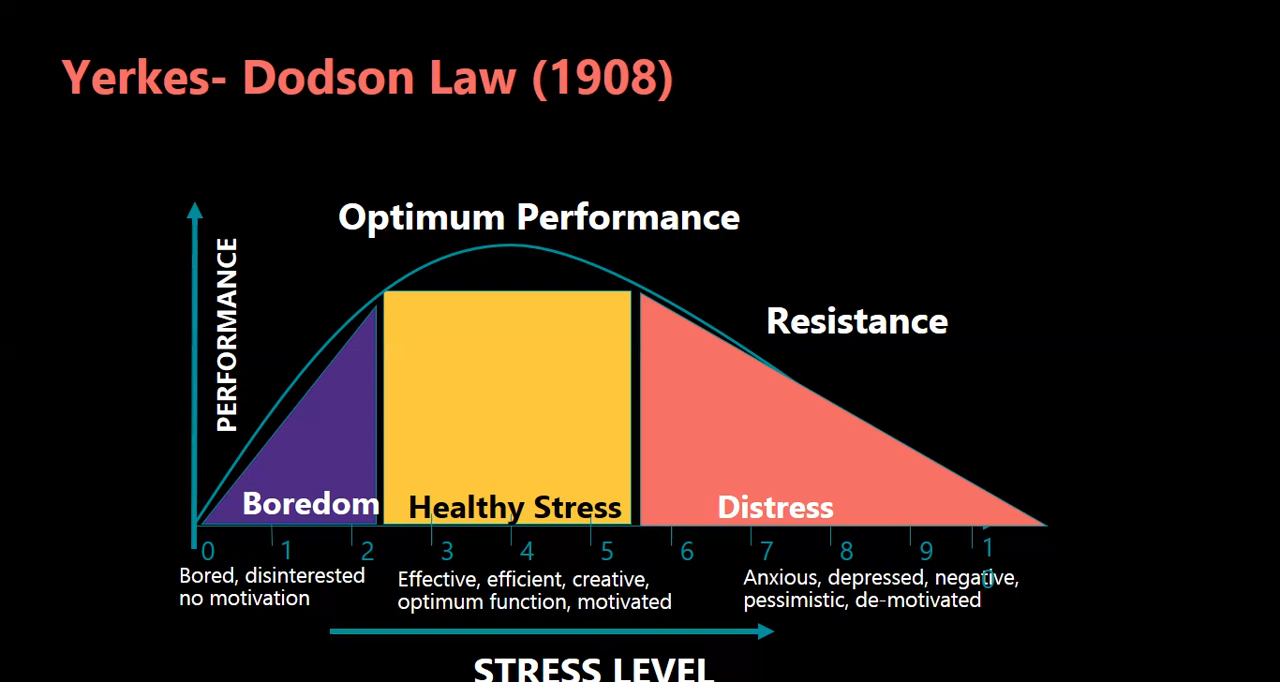 Yerkes- Dodson Law (1908)
Optimum Performance
PERFORMANCE
Resistance
Boredom
Healthy Stress
Distress
0 1 2 3 4 5 6 7 8 9 10
Bored, disinterested
no motivation
Effective, efficient, creative,
optimum function, motivated
Anxious, depressed, negative,
pessimistic, de-motivated
STRESS LEVEL